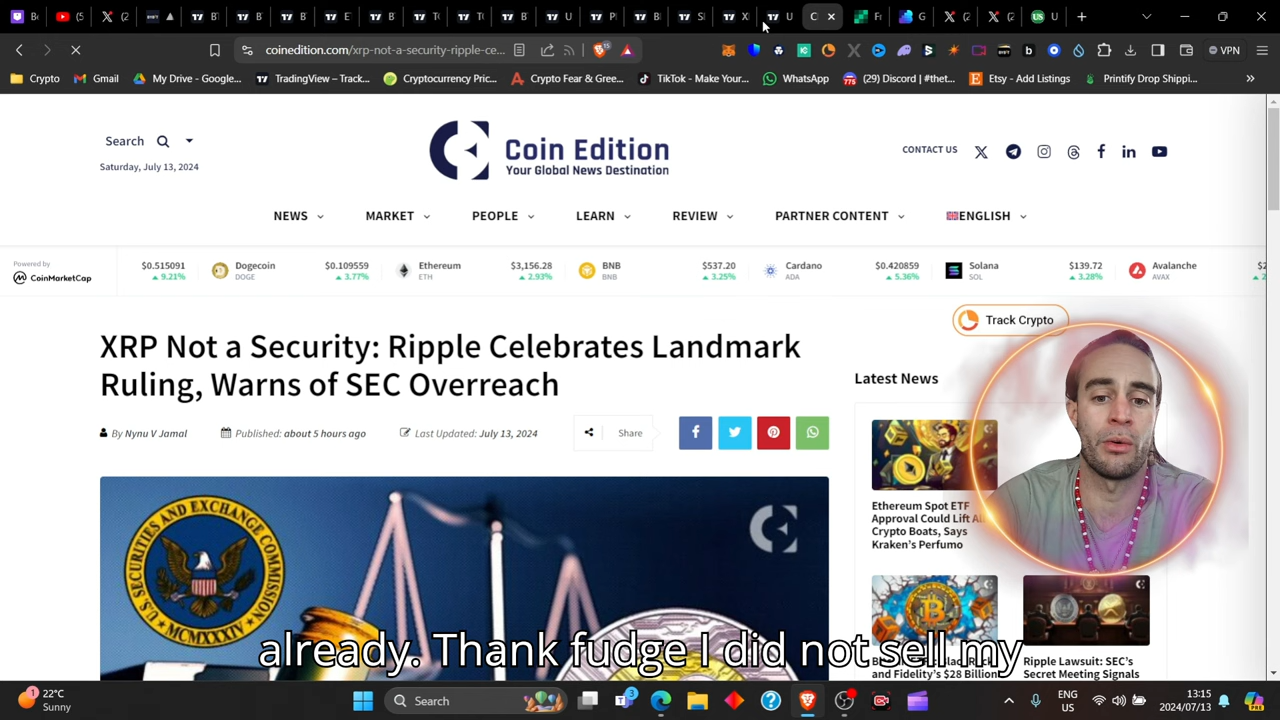 coinedition.com/xrp-not-a-security-ripple-ce...
15
VPN
Crypto
Gmail
My Drive - Google...
TradingView – Track...
Cryptocurrency Pric...
Crypto Fear & Gree...
TikTok - Make Your...
WhatsApp
(29) Discord | #thet...
Etsy - Add Listings
Printify Drop Shippi...
Search
Saturday, July 13, 2024
Coin Edition
Your Global News Destination
CONTACT US
NEWS
MARKET
PEOPLE
LEARN
REVIEW
PARTNER CONTENT
ENGLISH
Powered by
CoinMarketCap
$0.515091
9.21%
Dogecoin
DOGE
$0.109559
3.77%
Ethereum
ETH
$3,156.28
2.93%
BNB
BNB
$537.20
3.25%
Cardano
ADA
$0.420859
5.36%
Solana
SOL
$139.72
3.28%
Avalanche
AVAX
Track Crypto
XRP Not a Security: Ripple Celebrates Landmark
Ruling, Warns of SEC Overreach
By Nynu V Jamal
Published: about 5 hours ago
Last Updated: July 13, 2024
Share
Latest News
U.S. SECURITIES AND EXCHANGE COMMISSION
MCMXXXIV
Ethereum Spot ETF
Approval Could Lift All
Crypto Boats, Says
Kraken's Perfumo
already. Thank fudge I did not sell my
and Fidelity's $28 Billion
Ripple Lawsuit: SEC's
Secret Meeting Signals
22°C
Sunny
Search
ENG
US
13:15
2024/07/13